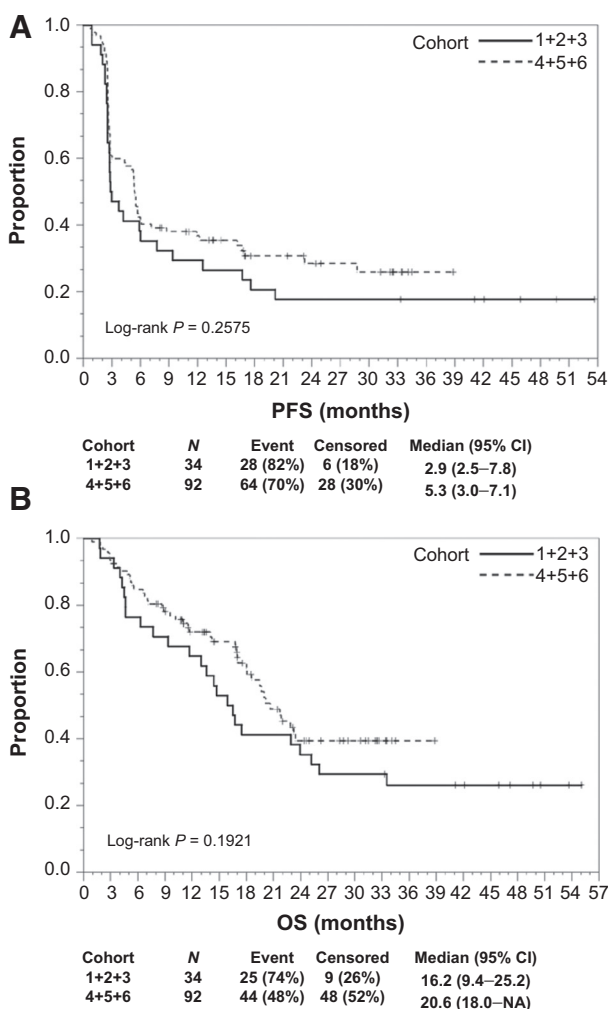 A
Cohort 1+2+3
4+5+6
Proportion
1.0
0.8
0.6
0.4
0.2
0.0
Log-rank P = 0.2575
0 3 6 9 12 15 18 21 24 27 30 33 36 39 42 45 48 51 54
PFS (months)
Cohort N Event Censored Median (95% CI)
1+2+3 34 28 (82%) 6 (18%) 2.9 (2.5–7.8)
4+5+6 92 64 (70%) 28 (30%) 5.3 (3.0–7.1)
B
Cohort 1+2+3
4+5+6
Proportion
1.0
0.8
0.6
0.4
0.2
0.0
Log-rank P = 0.1921
0 3 6 9 12 15 18 21 24 27 30 33 36 39 42 45 48 51 54 57
OS (months)
Cohort N Event Censored Median (95% CI)
1+2+3 34 25 (74%) 9 (26%) 16.2 (9.4–25.2)
4+5+6 92 44 (48%) 48 (52%) 20.6 (18.0–NA)